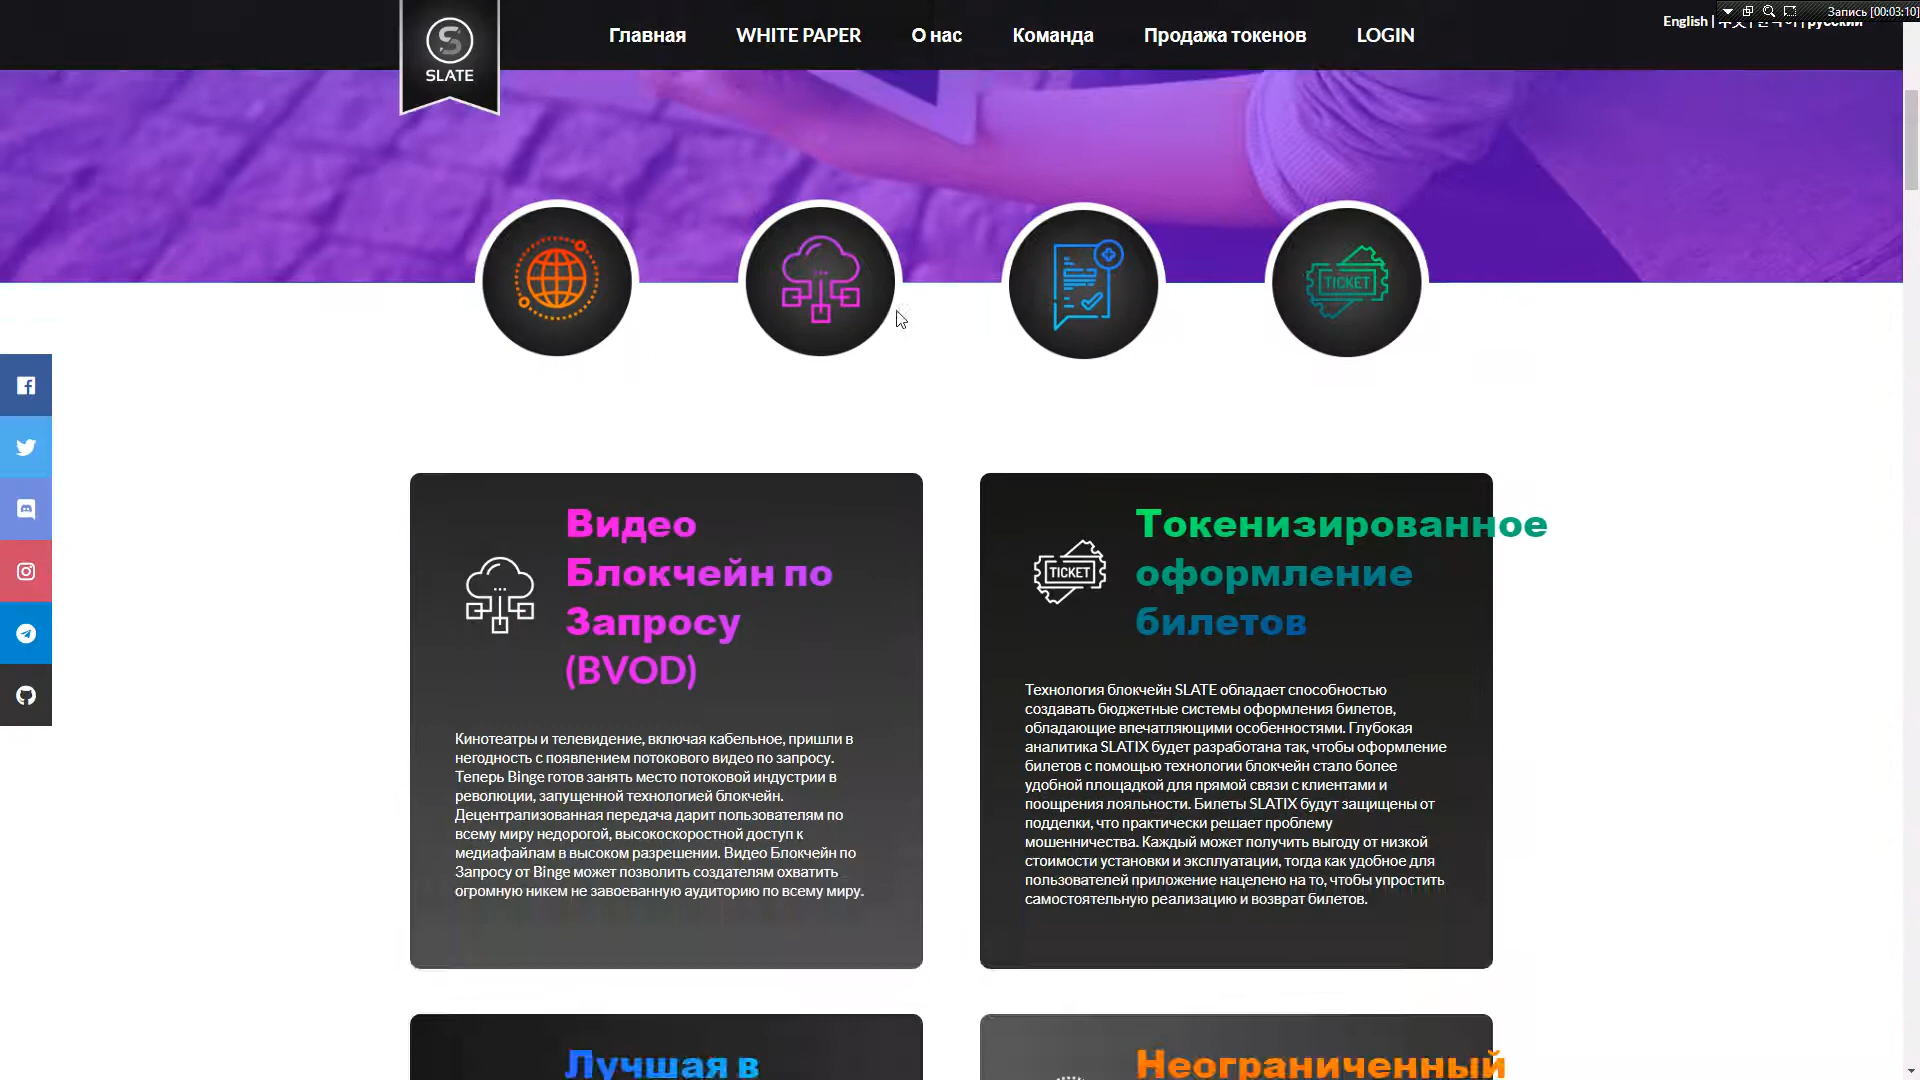 Запись [00:03:10]
SLATE
Главная
WHITE PAPER
О нас
Команда
Продажа токенов
LOGIN
English | 中文 | 한국어 | русский
TICKET
Видео
Блокчейн по
Запросу
(BVOD)
Кинотеатры и телевидение, включая кабельное, пришли в
негодность с появлением потокового видео по запросу.
Теперь Binge готов занять место потоковой индустрии в
революции, запущенной технологией блокчейн.
Децентрализованная передача дарит пользователям по
всему миру недорогой, высокоскоростной доступ к
медиафайлам в высоком разрешении. Видео Блокчейн по
Запросу от Binge может позволить создателям охватить
огромную никем не завоеванную аудиторию по всему миру.
TICKET
Токенизированное
оформление
билетов
Технология блокчейн SLATE обладает способностью
создавать бюджетные системы оформления билетов,
обладающие впечатляющими особенностями. Глубокая
аналитика SLATIX будет разработана так, чтобы оформление
билетов с помощью технологии блокчейн стало более
удобной площадкой для прямой связи с клиентами и
поощрения лояльности. Билеты SLATIX будут защищены от
подделки, что практически решает проблему
мошенничества. Каждый может получить выгоду от низкой
стоимости установки и эксплуатации, тогда как удобное для
пользователей приложение нацелено на то, чтобы упростить
самостоятельную реализацию и возврат билетов.
Лучшая в
Неограниченный